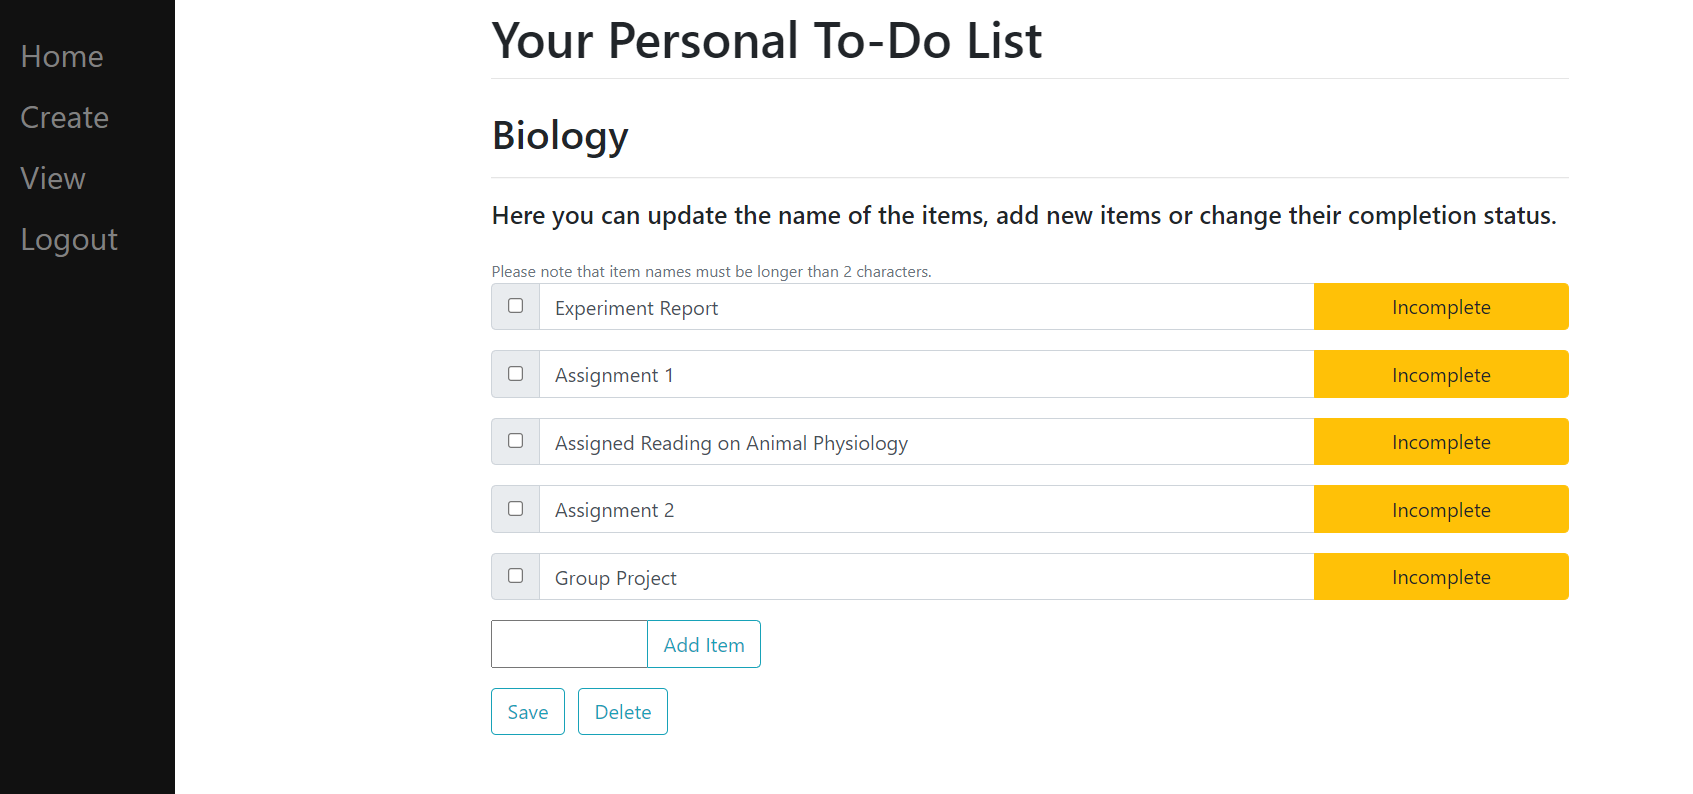 Home
Create
View
Logout
Your Personal To-Do List
Biology
Here you can update the name of the items, add new items or change their completion status.
Please note that item names must be longer than 2 characters.
Experiment Report Incomplete
Assignment 1 Incomplete
Assigned Reading on Animal Physiology Incomplete
Assignment 2 Incomplete
Group Project Incomplete
Add Item
Save Delete